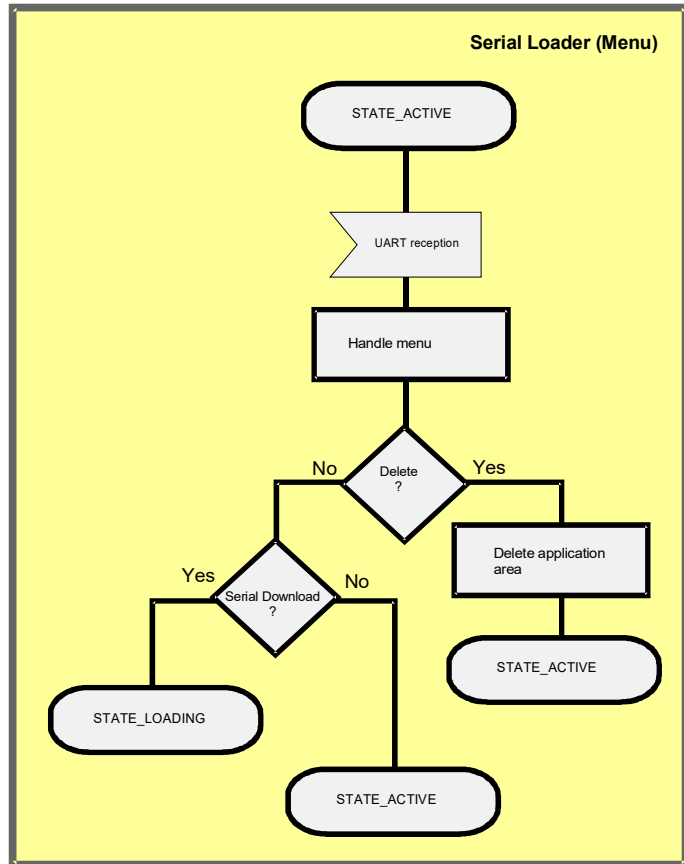 Serial Loader (Menu)
STATE_ACTIVE
UART reception
Handle menu
No
Yes
Delete
?
Delete application
area
Yes
No
Serial Download
?
STATE_ACTIVE
STATE_LOADING
STATE_ACTIVE